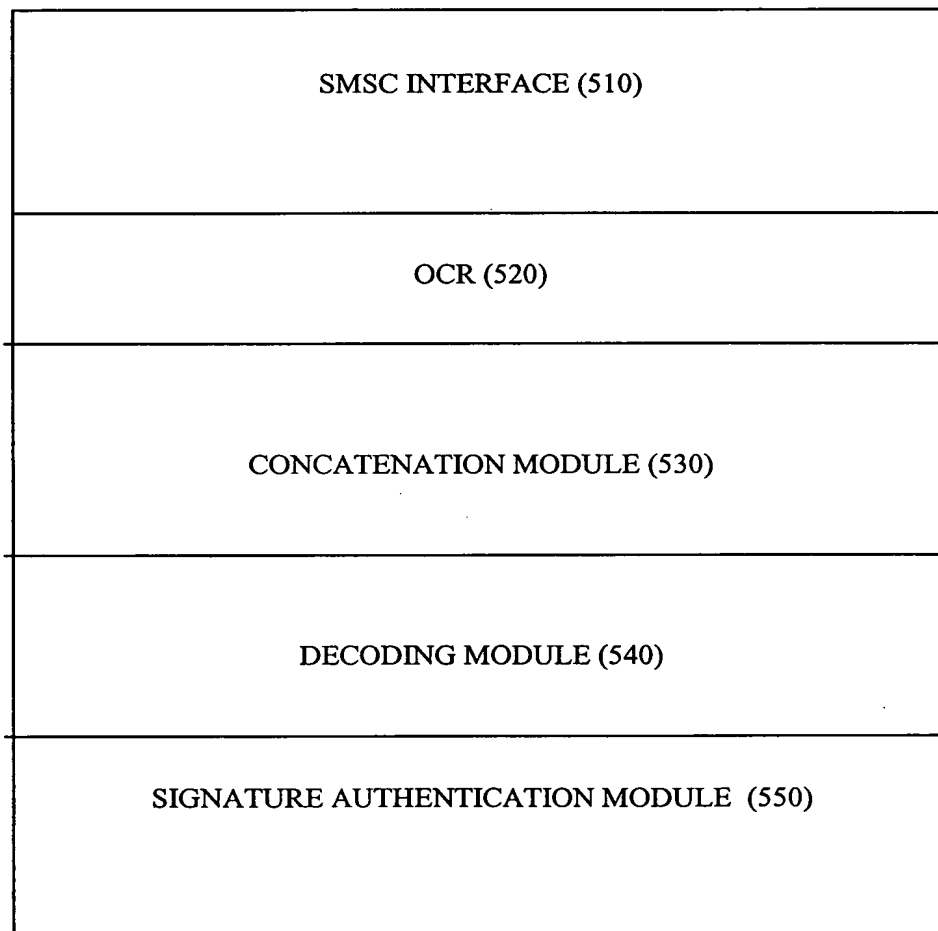 SMSC INTERFACE (510)
OCR (520)
CONCATENATION MODULE (530)
DECODING MODULE (540)
SIGNATURE AUTHENTICATION MODULE (550)